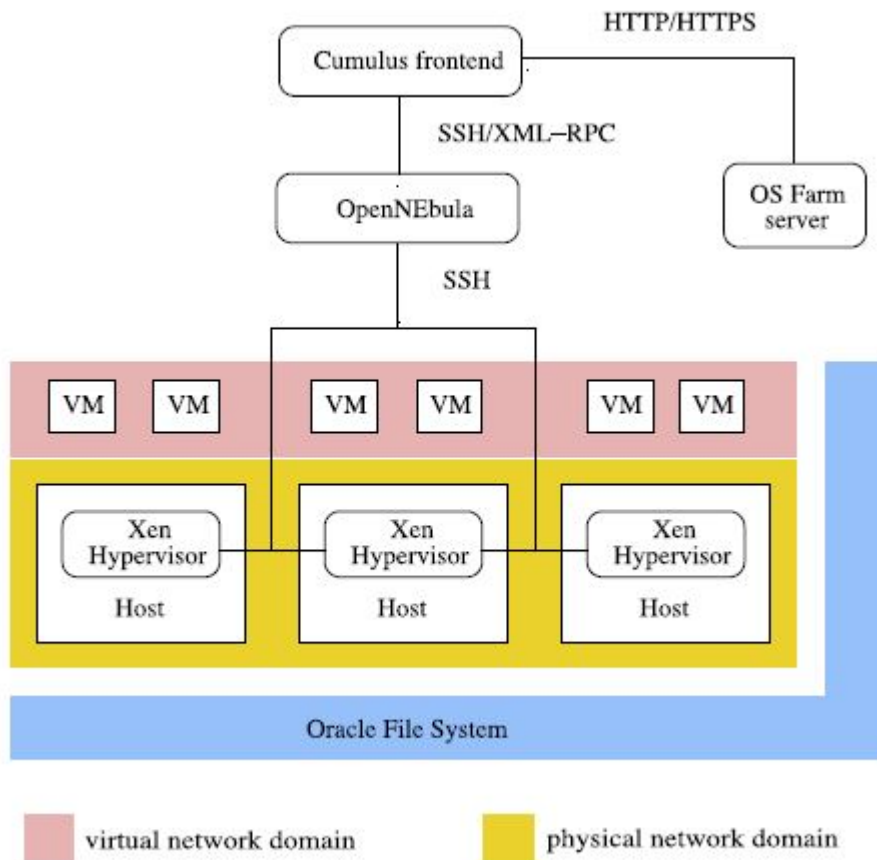 HTTP/HTTPS
Cumulus frontend
SSH/XML–RPC
OpenNEbula
OS Farm
server
SSH
VM VM VM VM VM VM
Xen Xen Xen
Hypervisor Hypervisor Hypervisor
Host Host Host
Oracle File System
virtual network domain physical network domain